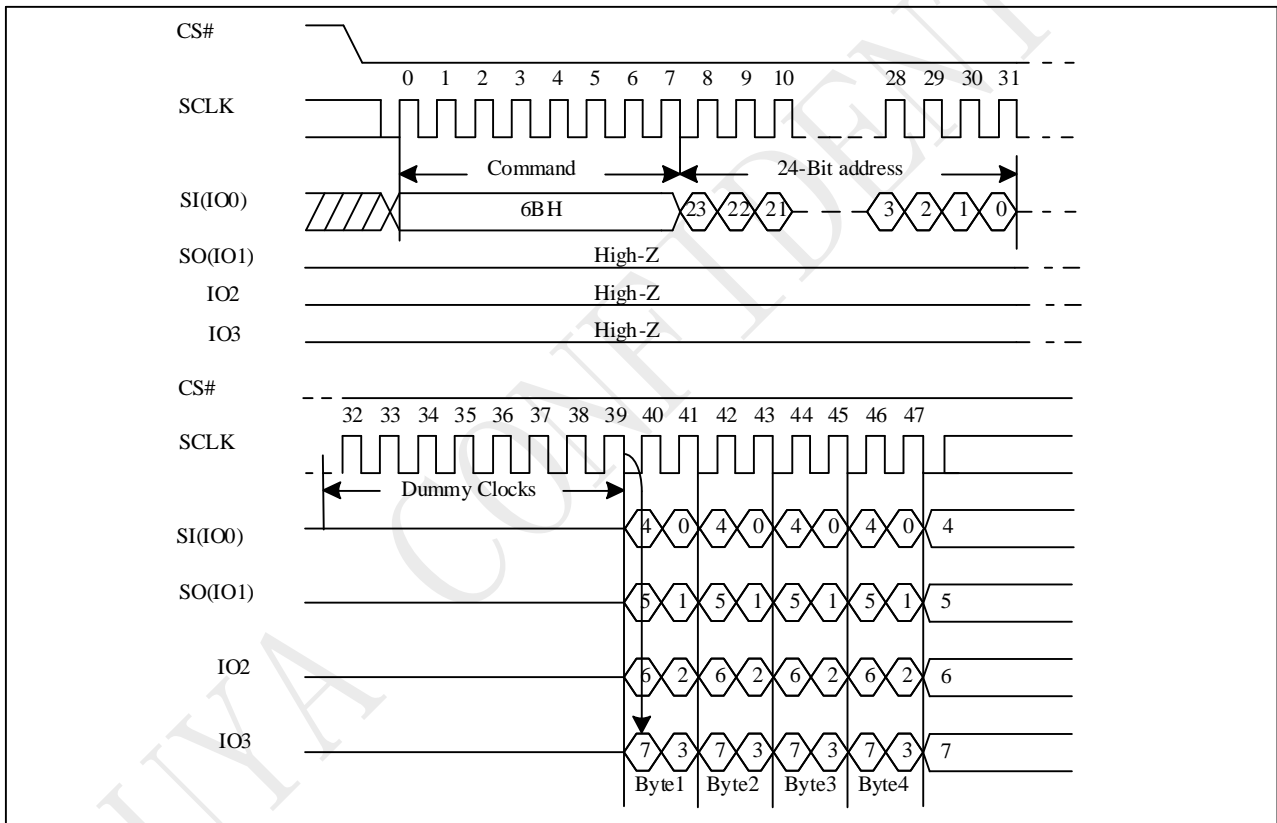 CS#
0 1 2 3 4 5 6 7 8 9 10 28 29 30 31
SCLK
Command 24-Bit address
SI(IO0) 6BH 23 22 21 3 2 1 0
SO(IO1) High-Z
IO2 High-Z
IO3 High-Z
CS#
32 33 34 35 36 37 38 39 40 41 42 43 44 45 46 47
SCLK
Dummy Clocks
SI(IO0) 4 0 4 0 4 0 4 0 4
SO(IO1) 5 1 5 1 5 1 5 1 5
IO2 6 2 6 2 6 2 6 2 6
IO3 7 3 7 3 7 3 7 3 7
Byte1 Byte2 Byte3 Byte4
UYA CONFIDENT